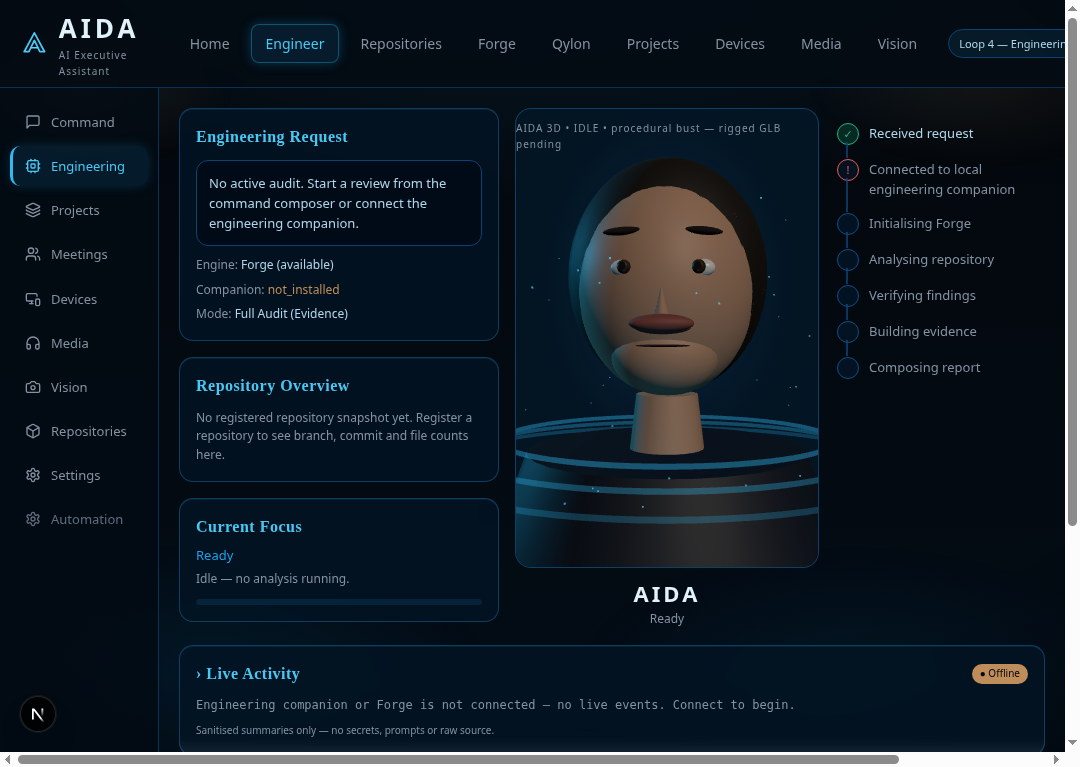 AIDA
AI Executive
Assistant
Home
Engineer
Repositories
Forge
Qylon
Projects
Devices
Media
Vision
Loop 4 — Engineerin
Command
Engineering
Projects
Meetings
Devices
Media
Vision
Repositories
Settings
Automation
N
Engineering Request
No active audit. Start a review from the
command composer or connect the
engineering companion.
Engine: Forge (available)
Companion: not_installed
Mode: Full Audit (Evidence)
Repository Overview
No registered repository snapshot yet. Register a
repository to see branch, commit and file counts
here.
Current Focus
Ready
Idle — no analysis running.
AIDA 3D • IDLE • procedural bust — rigged GLB
pending
AIDA
Ready
✓ Received request
! Connected to local
engineering companion
Initialising Forge
Analysing repository
Verifying findings
Building evidence
Composing report
› Live Activity
● Offline
Engineering companion or Forge is not connected — no live events. Connect to begin.
Sanitised summaries only — no secrets, prompts or raw source.